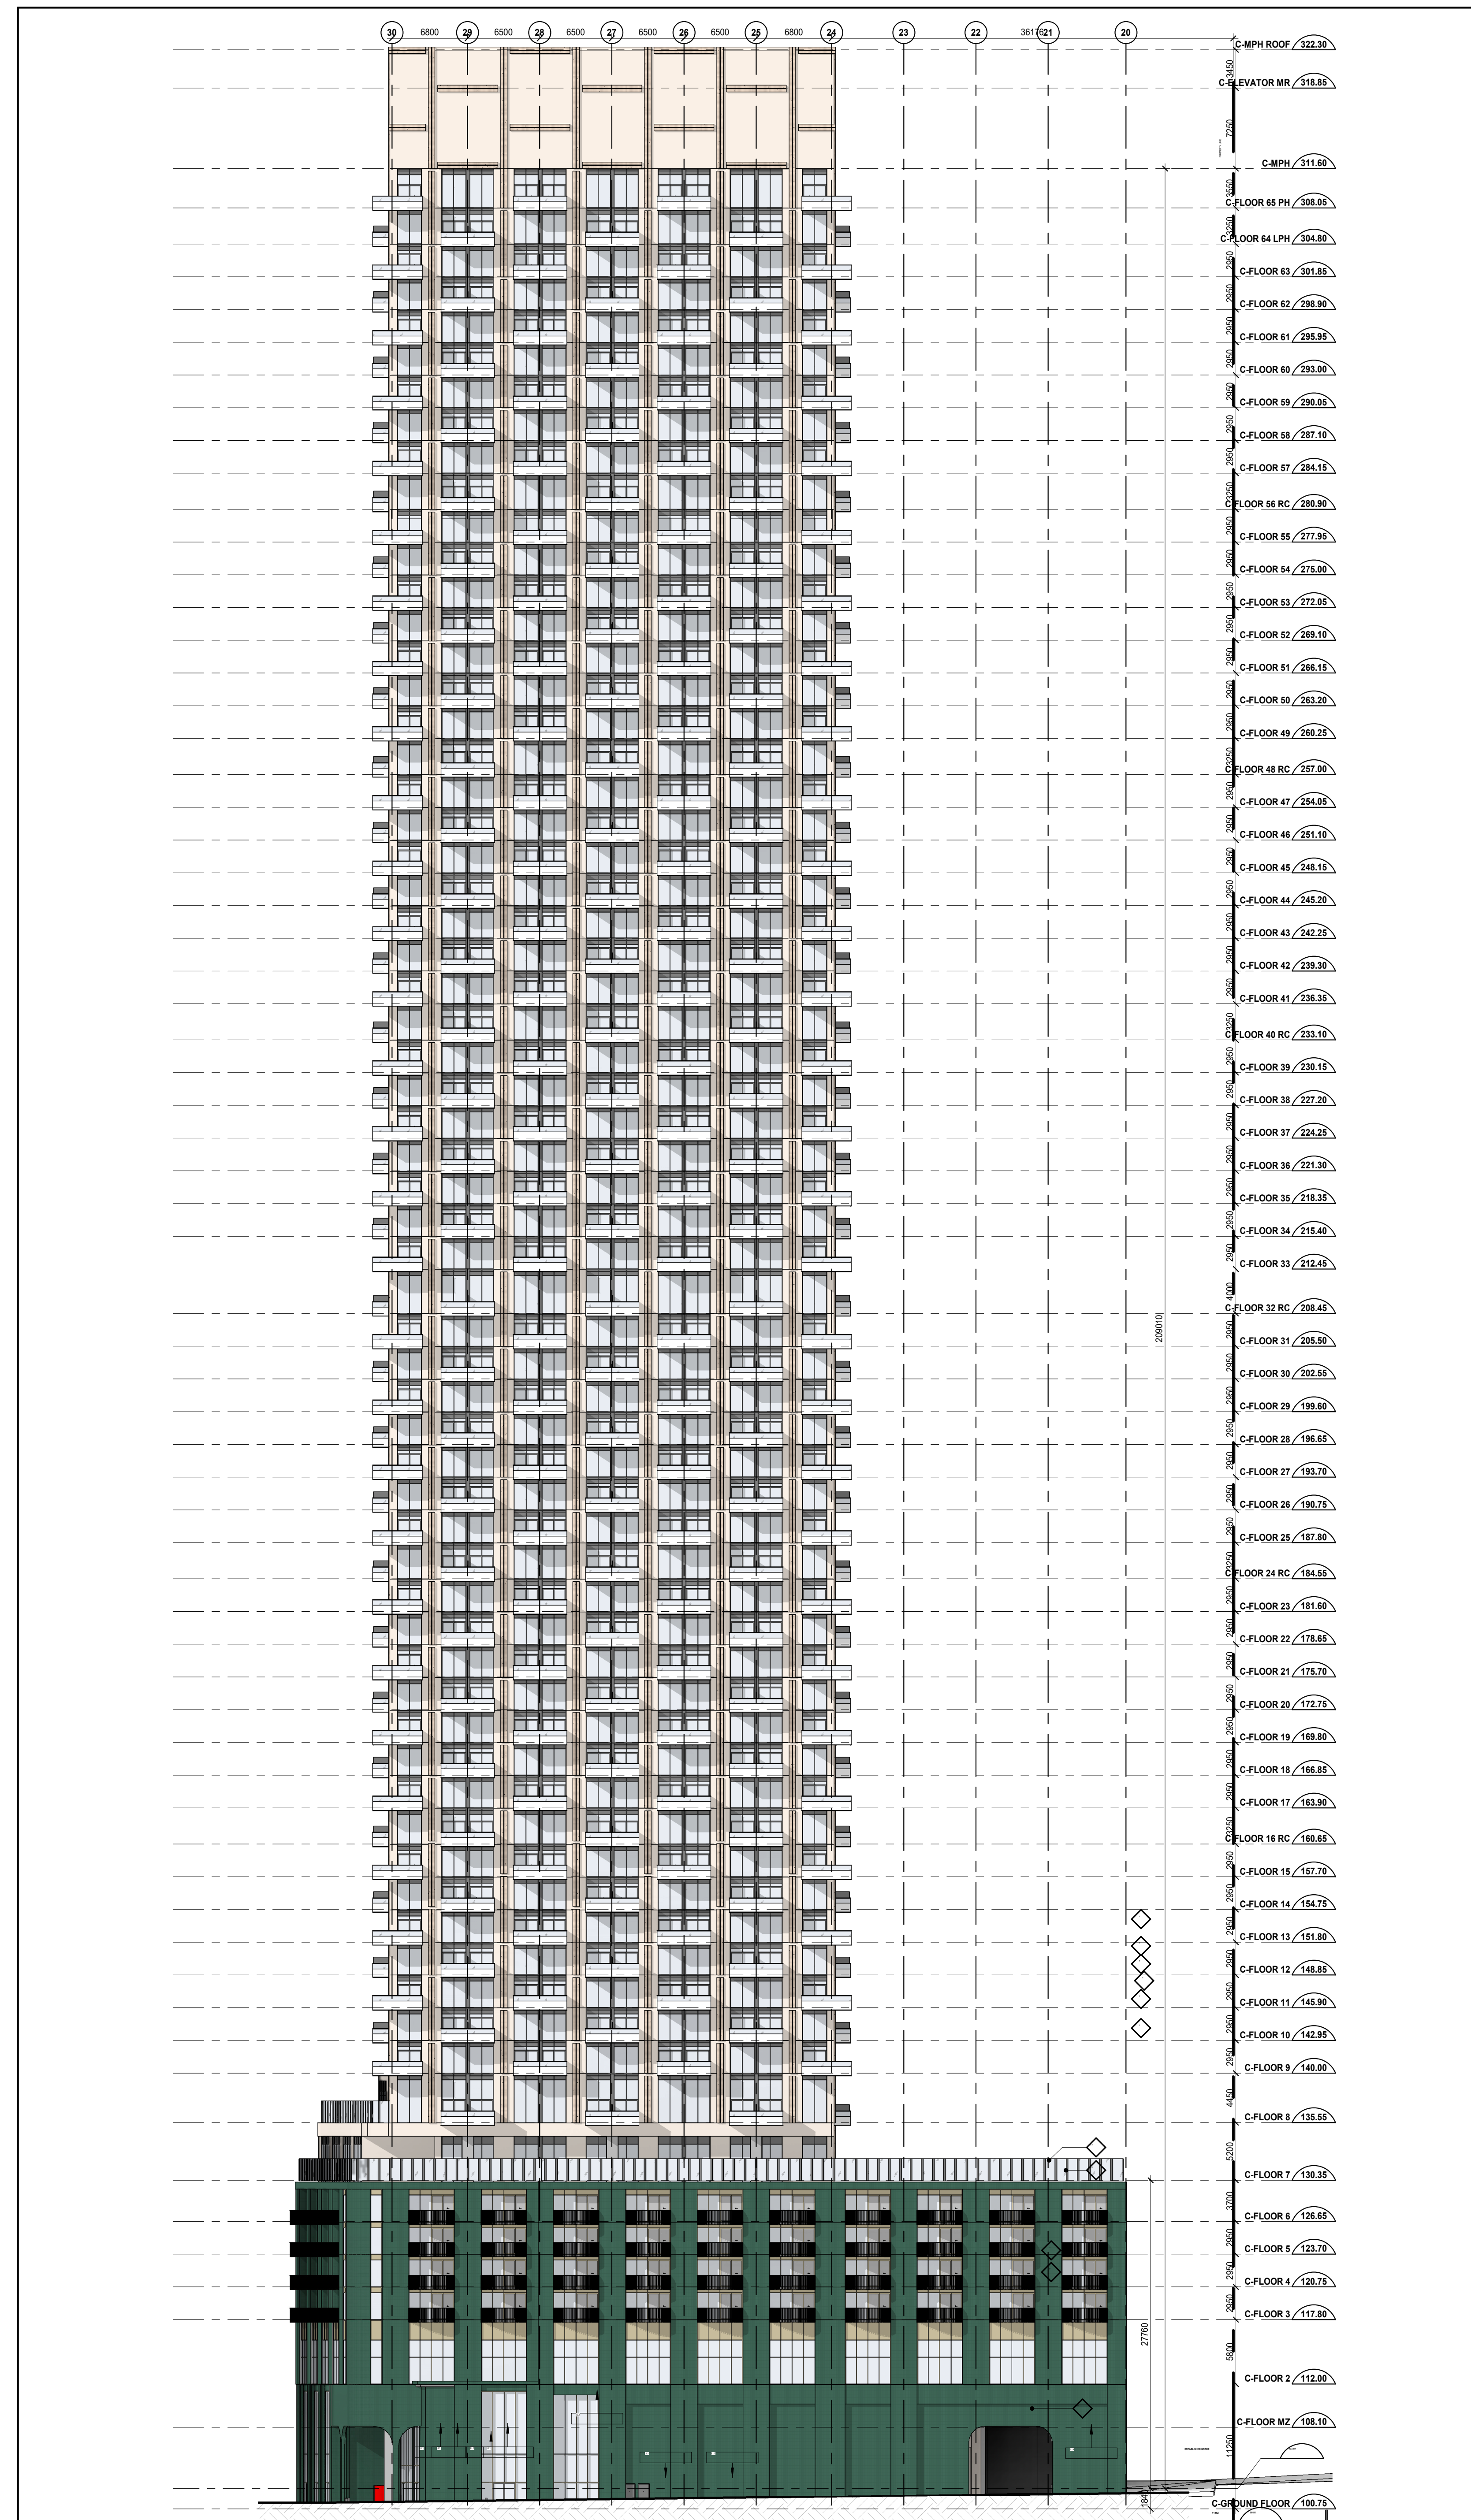 30 6800 29 6500 28 6500 27 6500 26 6500 25 6800 24 23 22 36176 21 20
C-MPH ROOF 322.30
3450
C-ELEVATOR MR 318.85
7250
C-MPH 311.60
3550
C-FLOOR 65 PH 308.05
3250
C-FLOOR 64 LPH 304.80
2950
C-FLOOR 63 301.85
2950
C-FLOOR 62 298.90
2950
C-FLOOR 61 295.95
2950
C-FLOOR 60 293.00
2950
C-FLOOR 59 290.05
2950
C-FLOOR 58 287.10
2950
C-FLOOR 57 284.15
3250
C-FLOOR 56 RC 280.90
2950
C-FLOOR 55 277.95
2950
C-FLOOR 54 275.00
2950
C-FLOOR 53 272.05
2950
C-FLOOR 52 269.10
2950
C-FLOOR 51 266.15
2950
C-FLOOR 50 263.20
2950
C-FLOOR 49 260.25
3250
C-FLOOR 48 RC 257.00
2950
C-FLOOR 47 254.05
2950
C-FLOOR 46 251.10
2950
C-FLOOR 45 248.15
2950
C-FLOOR 44 245.20
2950
C-FLOOR 43 242.25
2950
C-FLOOR 42 239.30
2950
C-FLOOR 41 236.35
3250
C-FLOOR 40 RC 233.10
2950
C-FLOOR 39 230.15
2950
C-FLOOR 38 227.20
2950
C-FLOOR 37 224.25
2950
C-FLOOR 36 221.30
2950
C-FLOOR 35 218.35
2950
C-FLOOR 34 215.40
2950
C-FLOOR 33 212.45
4000
C-FLOOR 32 RC 208.45
209010
2950
C-FLOOR 31 205.50
2950
C-FLOOR 30 202.55
2950
C-FLOOR 29 199.60
2950
C-FLOOR 28 196.65
2950
C-FLOOR 27 193.70
2950
C-FLOOR 26 190.75
2950
C-FLOOR 25 187.80
3250
C-FLOOR 24 RC 184.55
2950
C-FLOOR 23 181.60
2950
C-FLOOR 22 178.65
2950
C-FLOOR 21 175.70
2950
C-FLOOR 20 172.75
2950
C-FLOOR 19 169.80
2950
C-FLOOR 18 166.85
2950
C-FLOOR 17 163.90
3250
C-FLOOR 16 RC 160.65
2950
C-FLOOR 15 157.70
2950
C-FLOOR 14 154.75
2950
C-FLOOR 13 151.80
2950
C-FLOOR 12 148.85
2950
C-FLOOR 11 145.90
2950
C-FLOOR 10 142.95
2950
C-FLOOR 9 140.00
4450
C-FLOOR 8 135.55
5200
C-FLOOR 7 130.35
3700
C-FLOOR 6 126.65
2950
C-FLOOR 5 123.70
2950
C-FLOOR 4 120.75
2950
C-FLOOR 3 117.80
27760
5800
C-FLOOR 2 112.00
C-FLOOR MZ 108.10
11250
C-GROUND FLOOR 100.75